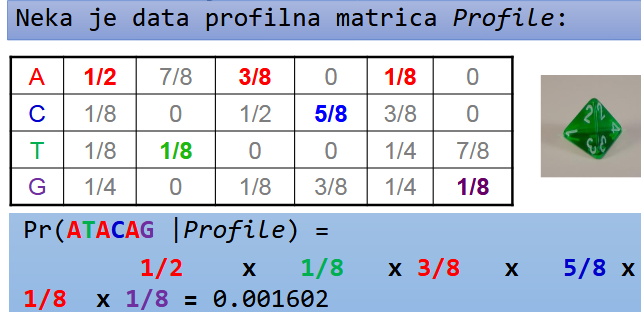 Neka je data profilna matrica Profile:
A 1/2 7/8 3/8 0 1/8 0
C 1/8 0 1/2 5/8 3/8 0
T 1/8 1/8 0 0 1/4 7/8
G 1/4 0 1/8 3/8 1/4 1/8
Pr(ATACAG |Profile) =
1/2 x 1/8 x 3/8 x 5/8 x
1/8 x 1/8 = 0.001602